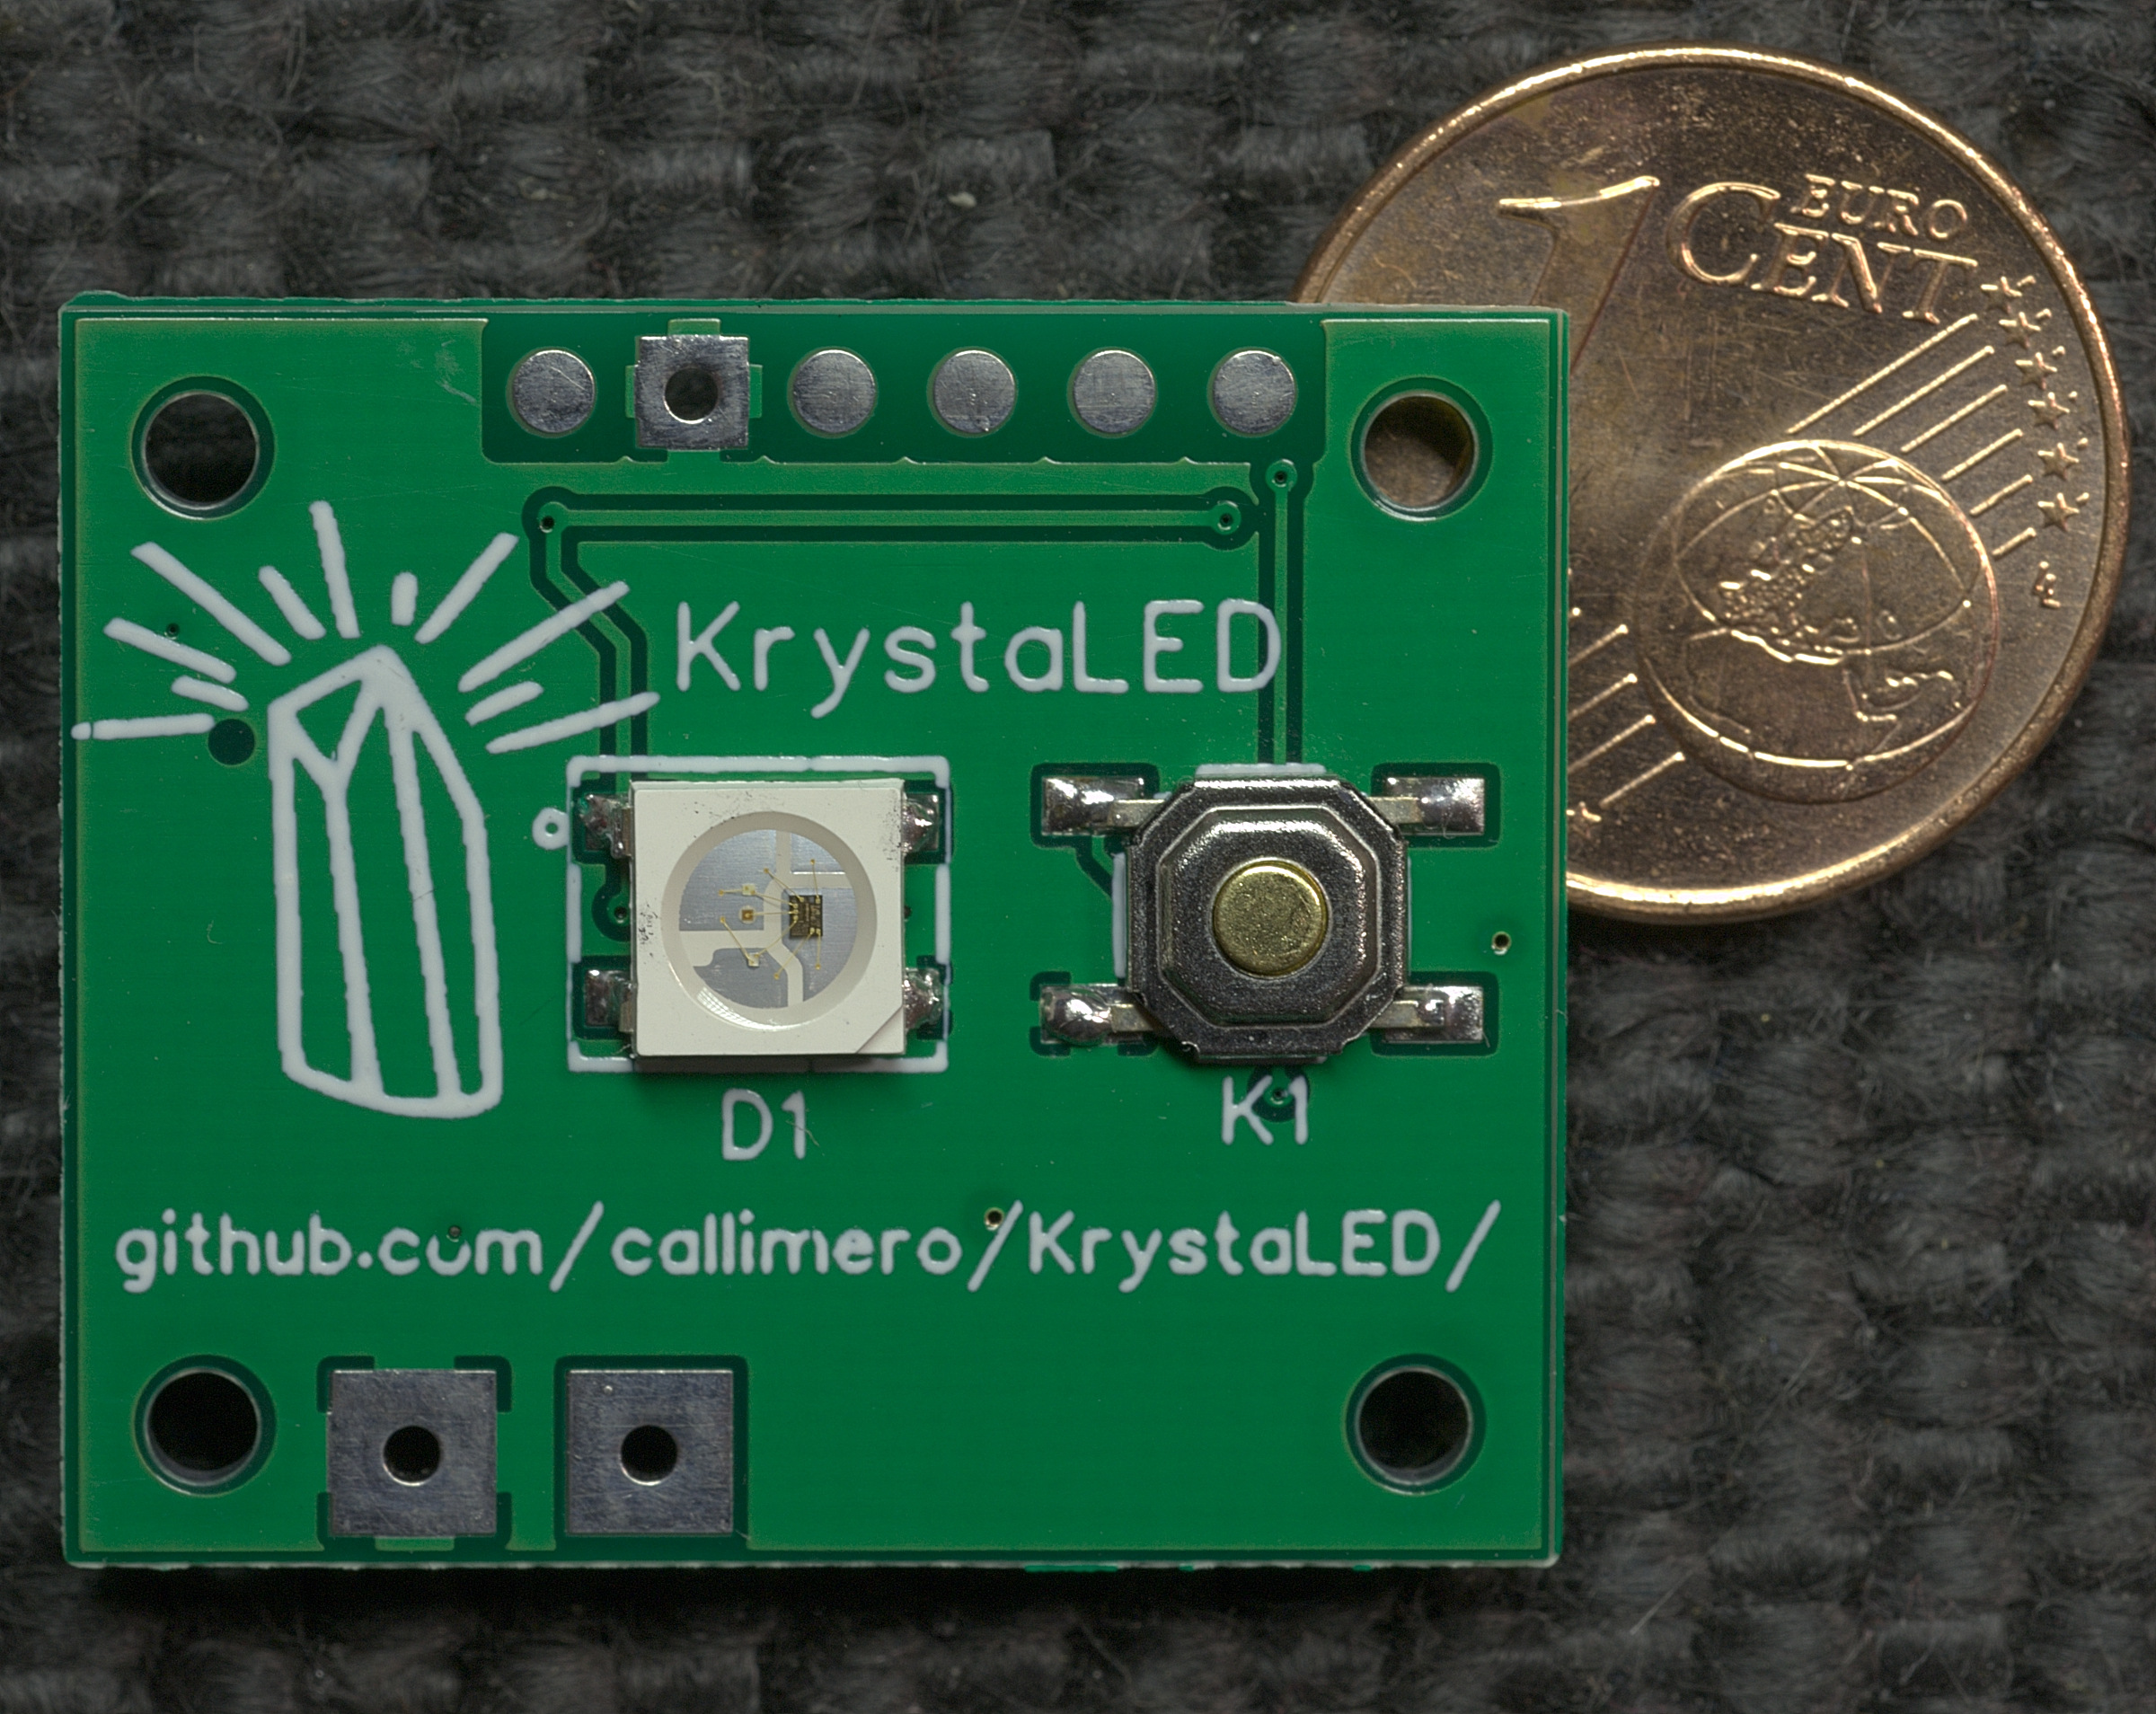 1 EURO
CENT
KrystaLED
D1
K1
github.com/callimero/KrystaLED/